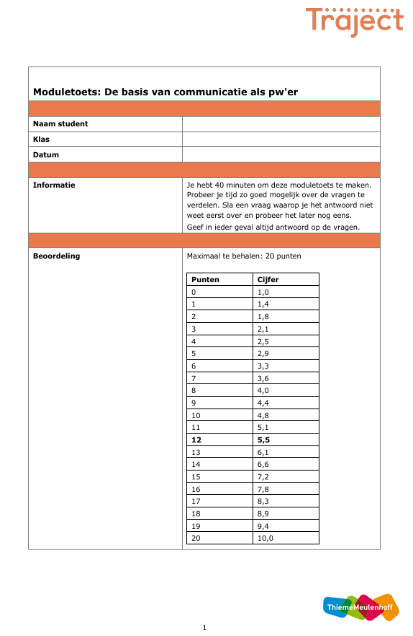 Traject
Moduletoets: De basis van communicatie als pw'er
Naam student
Klas
Datum
Informatie
Je hebt 40 minuten om deze moduletoets te maken.
Probeer je tijd zo goed mogelijk over de vragen te
verdelen. Sla een vraag waarop je het antwoord niet
weet eerst over en probeer het later nog eens.
Geef in ieder geval altijd antwoord op de vragen.
Beoordeling
Maximaal te behalen: 20 punten
Punten Cijfer
0 1,0
1 1,4
2 1,8
3 2,1
4 2,5
5 2,9
6 3,3
7 3,6
8 4,0
9 4,4
10 4,8
11 5,1
12 5,5
13 6,1
14 6,6
15 7,2
16 7,8
17 8,3
18 8,9
19 9,4
20 10,0
ThiemeMeulenhoff
1